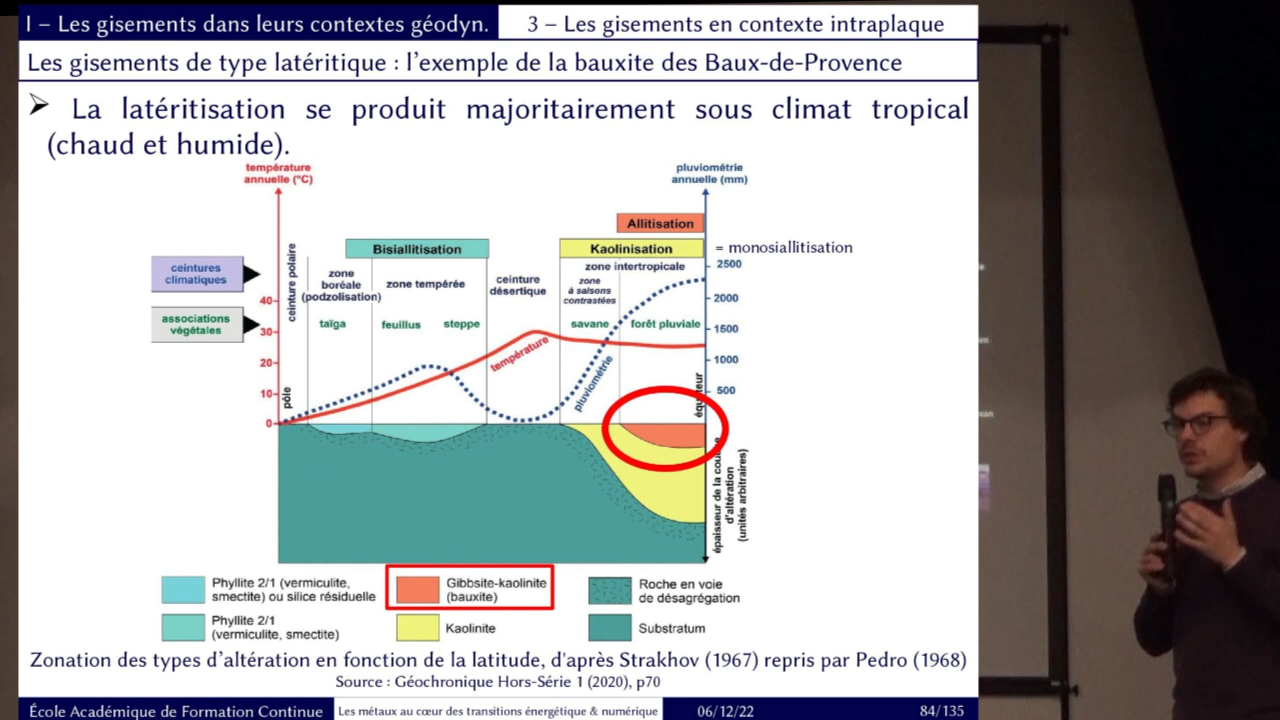 I – Les gisements dans leurs contextes géodyn.
3 – Les gisements en contexte intraplaque
Les gisements de type latéritique : l'exemple de la bauxite des Baux-de-Provence
➢ La latéritisation se produit majoritairement sous climat tropical
(chaud et humide).
température
annuelle (°C)
pluviométrie
annuelle (mm)
Allitisation
Bisiallitisation
Kaolinisation
= monosiallitisation
ceintures
climatiques
ceinture polaire
zone
boréale
(podzolisation)
zone tempérée
ceinture
désertique
zone intertropicale
zone
à saisons
contrastées
associations
végétales
taïga
feuillus
steppe
savane
forêt pluviale
40
30
20
10
0
2500
2000
1500
1000
500
température
pluviométrie
pôle
épaisseur de la
d'altération
(unités arbitraires)
Phyllite 2/1 (vermiculite,
smectite) ou silice résiduelle
Gibbsite-kaolinite
(bauxite)
Roche en voie
de désagrégation
Phyllite 2/1
(vermiculite, smectite)
Kaolinite
Substratum
Zonation des types d'altération en fonction de la latitude, d'après Strakhov (1967) repris par Pedro (1968)
Source : Géochronique Hors-Série 1 (2020), p70
École Académique de Formation Continue
Les métaux au cœur des transitions énergétique & numérique
06/12/22
84/135